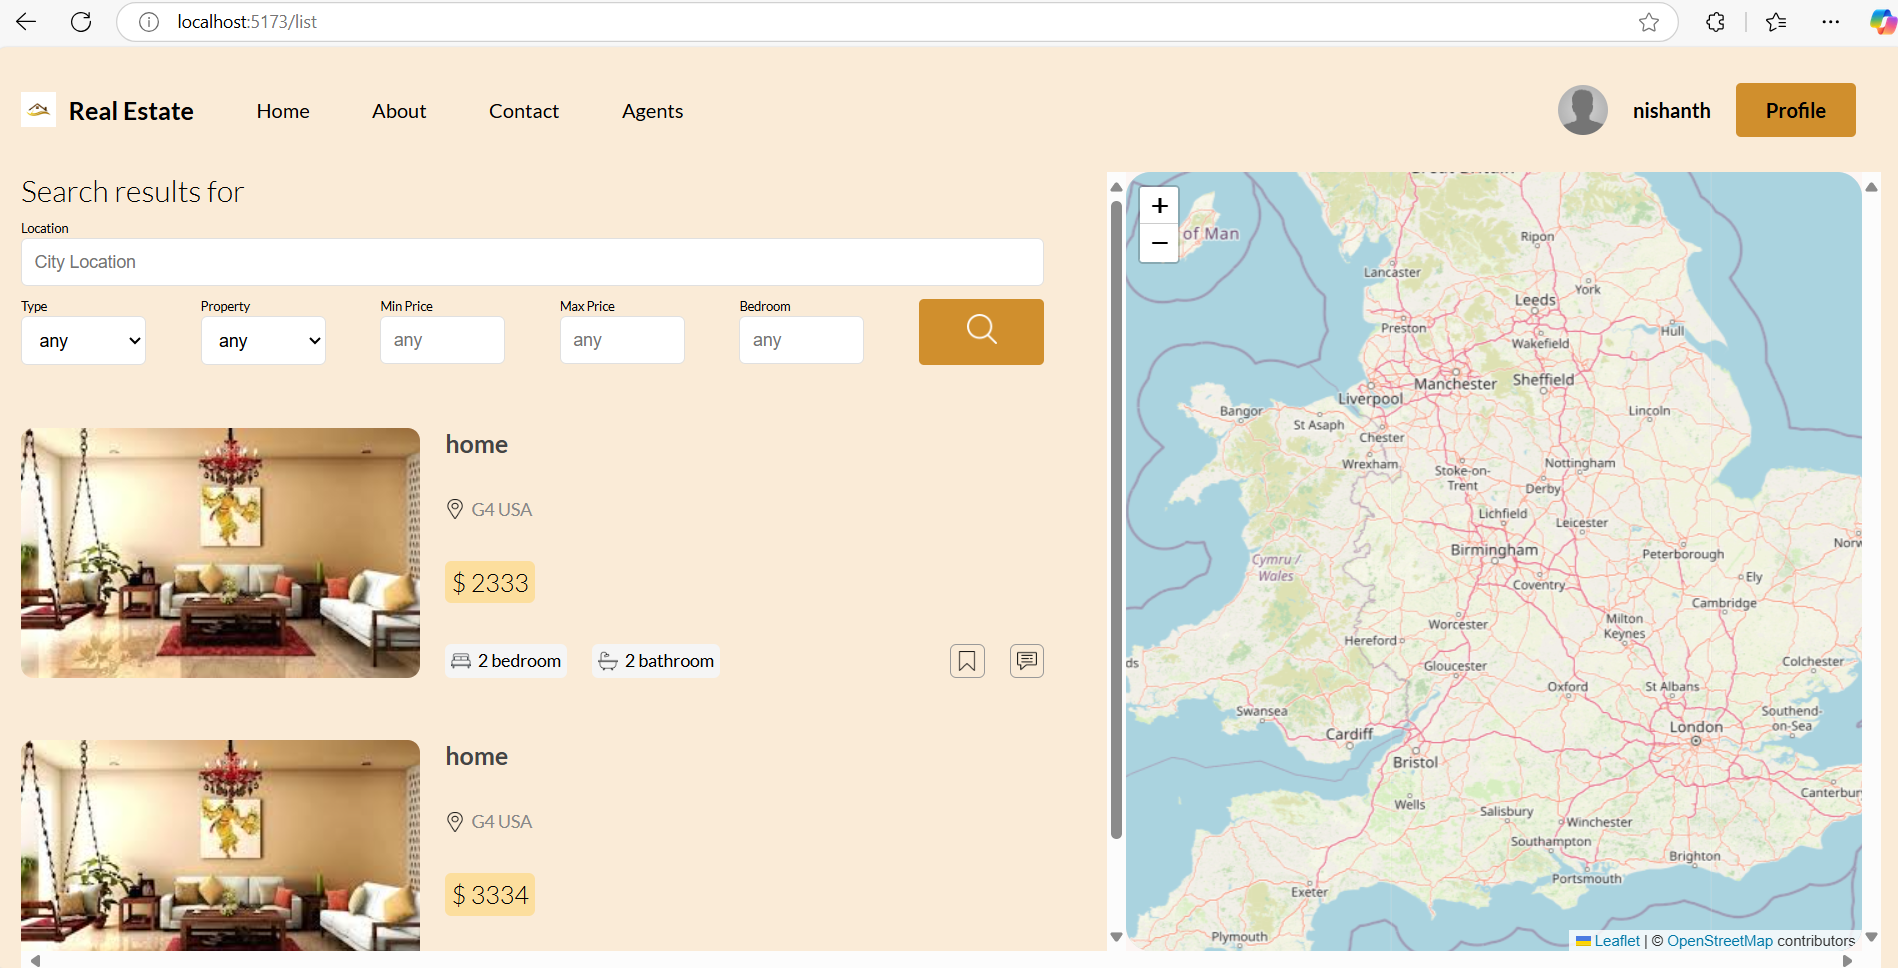 localhost:5173/list
Real Estate
Home
About
Contact
Agents
nishanth
Profile
Search results for
Location
City Location
Type
Property
Min Price
Max Price
Bedroom
any
any
any
any
any
home
G4 USA
$ 2333
2 bedroom
2 bathroom
home
G4 USA
$ 3334
+
−
of Man
Ripon
Lancaster
York
Leeds
Preston
Hull
Wakefield
Manchester
Sheffield
Liverpool
Bangor
Lincoln
St Asaph
Chester
Wrexham
Stoke-on-
Trent
Nottingham
Derby
Lichfield
Leicester
Birmingham
Peterborough
Norw
Cymru /
Wales
Coventry
Ely
Cambridge
Worcester
Milton
Keynes
Hereford
ds
Gloucester
Colchester
Oxford
St Albans
Swansea
Southend-
on-Sea
London
Cardiff
Bristol
Wells
Canterbur
Salisbury
Winchester
Southampton
Brighton
Portsmouth
Exeter
Plymouth
Leaflet | © OpenStreetMap contributors